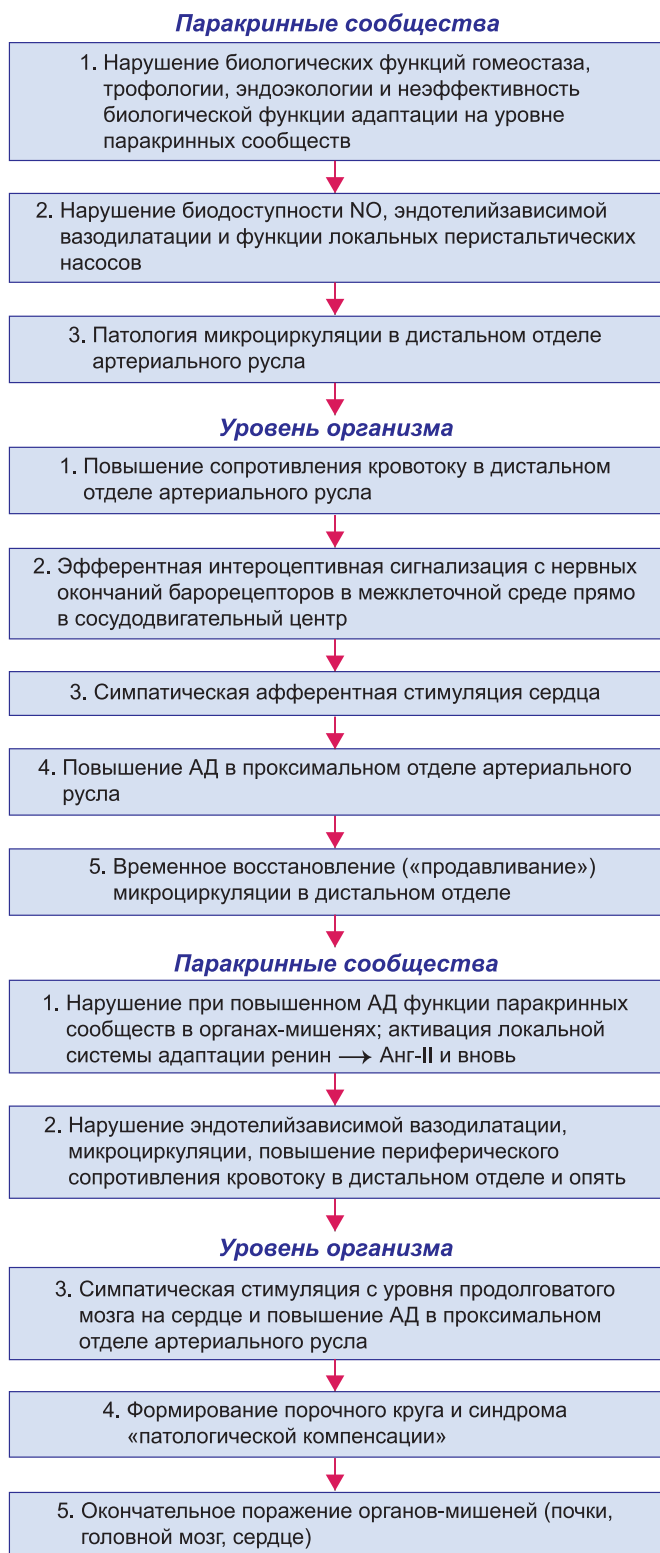 Паракринные сообщества
1. Нарушение биологических функций гомеостаза,
трофологии, эндоэкологии и неэффективность
биологической функции адаптации на уровне
паракринных сообществ
2. Нарушение биодоступности NO, эндотелийзависимой
вазодилатации и функции локальных перистальтических
насосов
3. Патология микроциркуляции в дистальном отделе
артериального русла
Уровень организма
1. Повышение сопротивления кровотоку в дистальном
отделе артериального русла
2. Эфферентная интероцептивная сигнализация с нервных
окончаний барорецепторов в межклеточной среде прямо
в сосудодвигательный центр
3. Симпатическая афферентная стимуляция сердца
4. Повышение АД в проксимальном отделе артериального
русла
5. Временное восстановление («продавливание»)
микроциркуляции в дистальном отделе
Паракринные сообщества
1. Нарушение при повышенном АД функции паракринных
сообществ в органах-мишенях; активация локальной
системы адаптации ренин → Анг-II и вновь
2. Нарушение эндотелийзависимой вазодилатации,
микроциркуляции, повышение периферического
сопротивления кровотоку в дистальном отделе и опять
Уровень организма
3. Симпатическая стимуляция с уровня продолговатого
мозга на сердце и повышение АД в проксимальном
отделе артериального русла
4. Формирование порочного круга и синдрома
«патологической компенсации»
5. Окончательное поражение органов-мишеней (почки,
головной мозг, сердце)